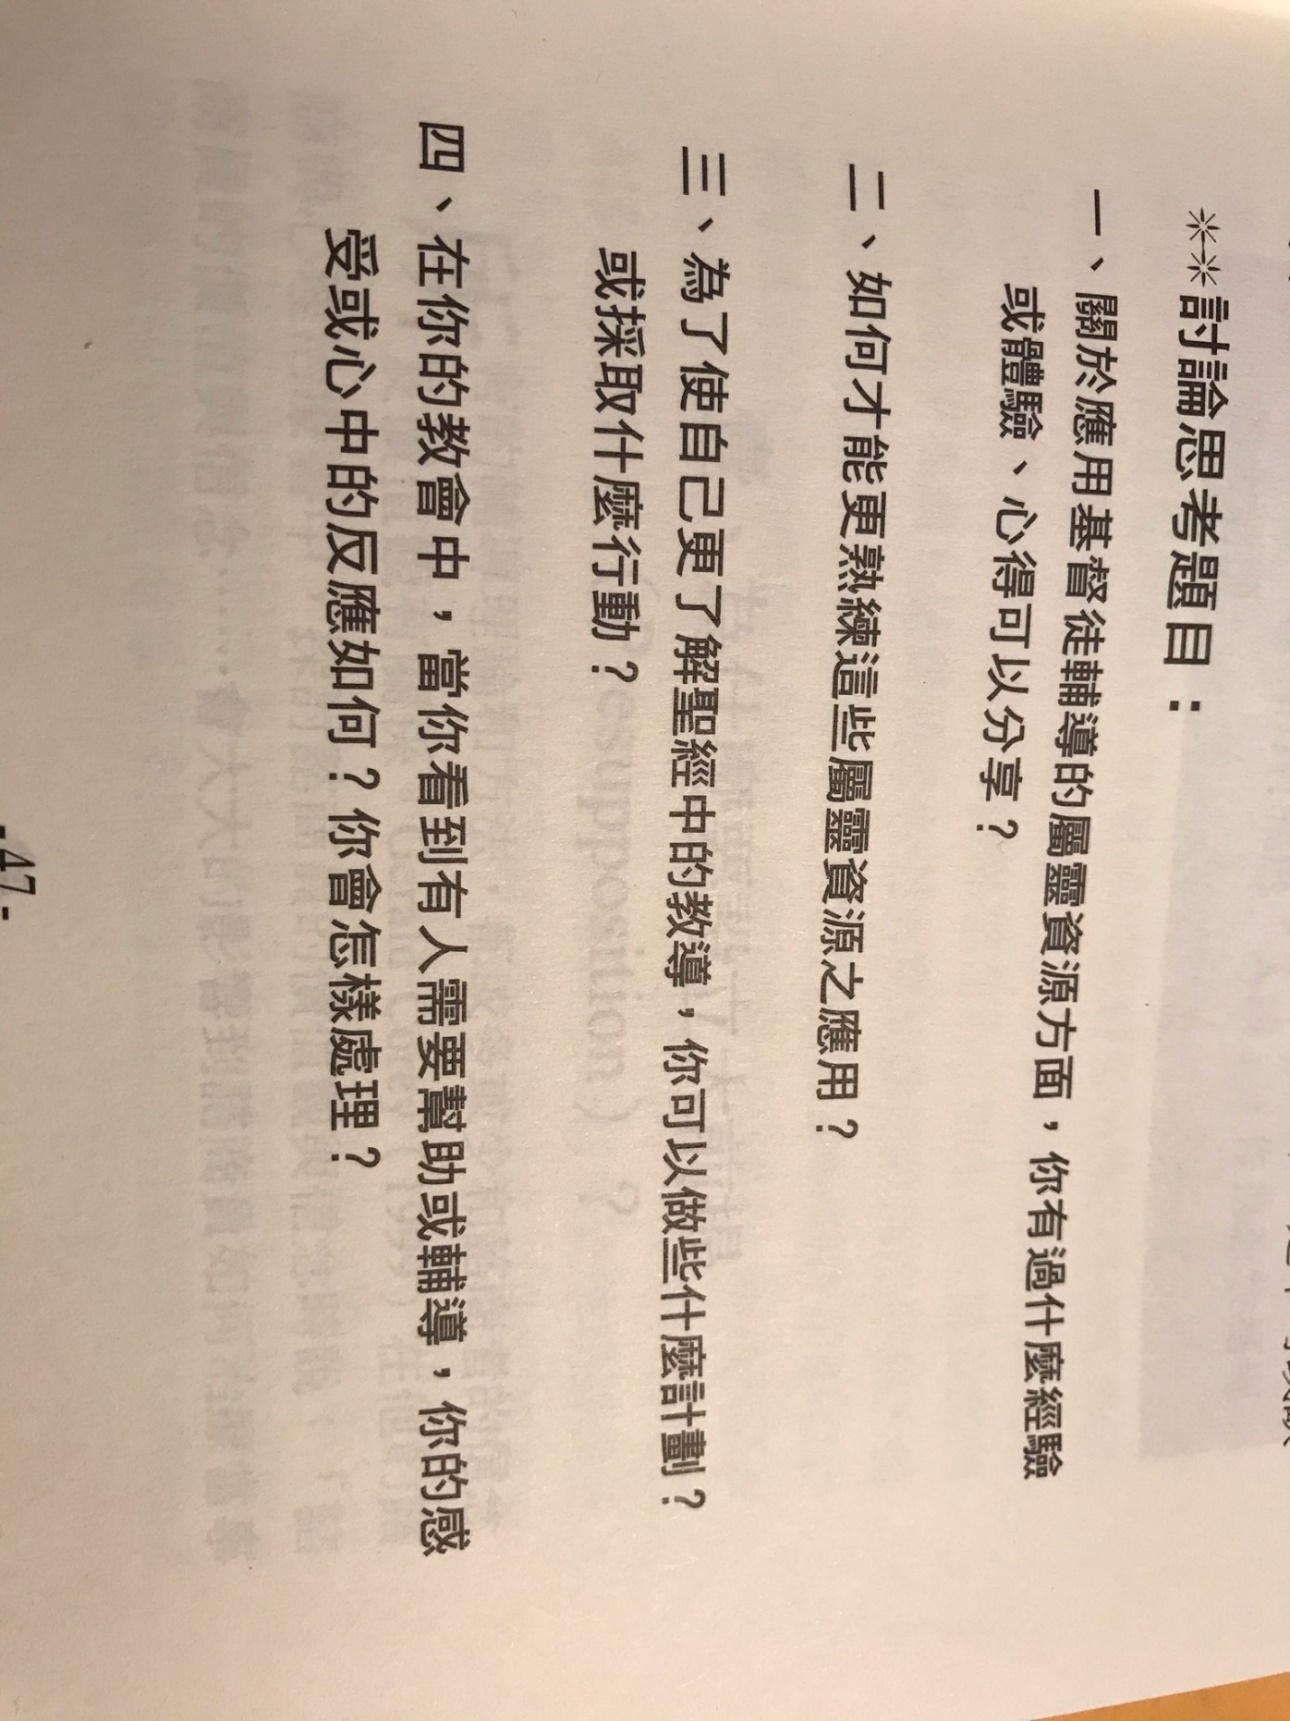 **討論思考題目：
一、關於應用基督徒輔導的屬靈資源方面，你有過什麼經驗
或體驗、心得可以分享？
二、如何才能更熟練這些屬靈資源之應用？
三、為了使自己更了解聖經中的教導，你可以做些什麼計劃？
或採取什麼行動？
四、在你的教會中，當你看到有人需要幫助或輔導，你的感
受或心中的反應如何？你會怎樣處理？
-47-